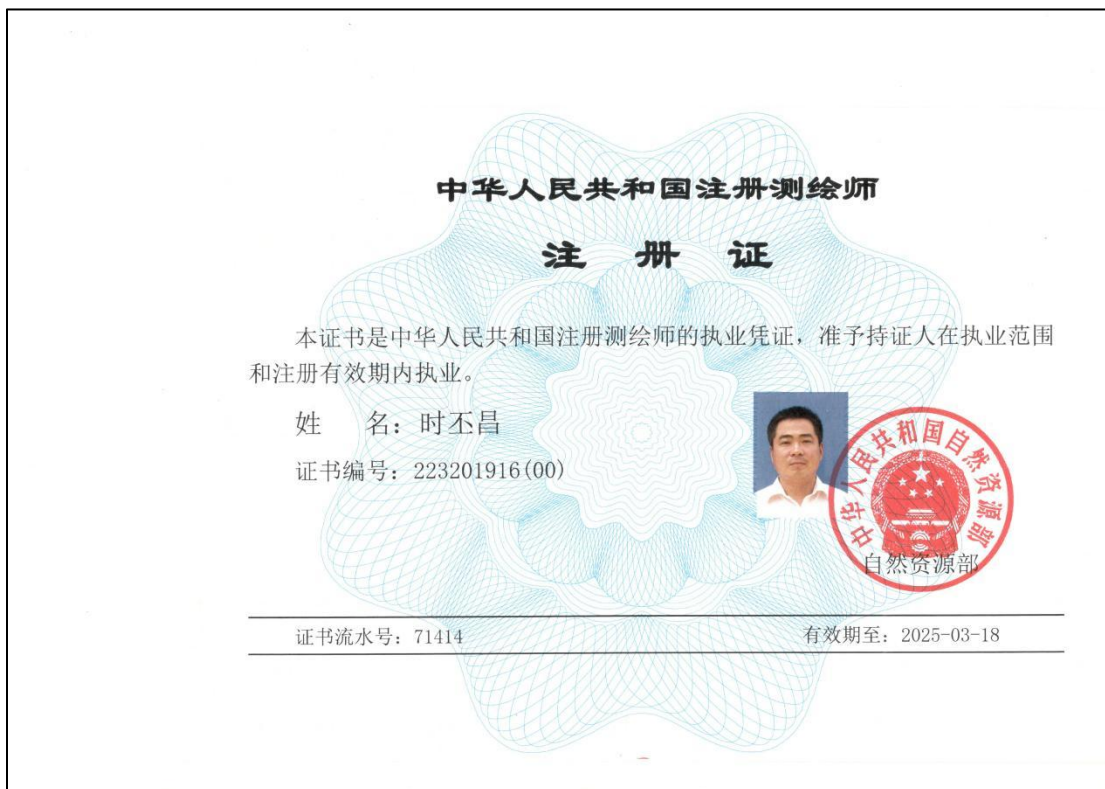 中华人民共和国注册测绘师
注 册 证
本证书是中华人民共和国注册测绘师的执业凭证，准予持证人在执业范围
和注册有效期内执业。
姓 名：时丕昌
证书编号：223201916(00)
中华人民共和国自然资源部
自然资源部
证书流水号：71414
有效期至：2025-03-18